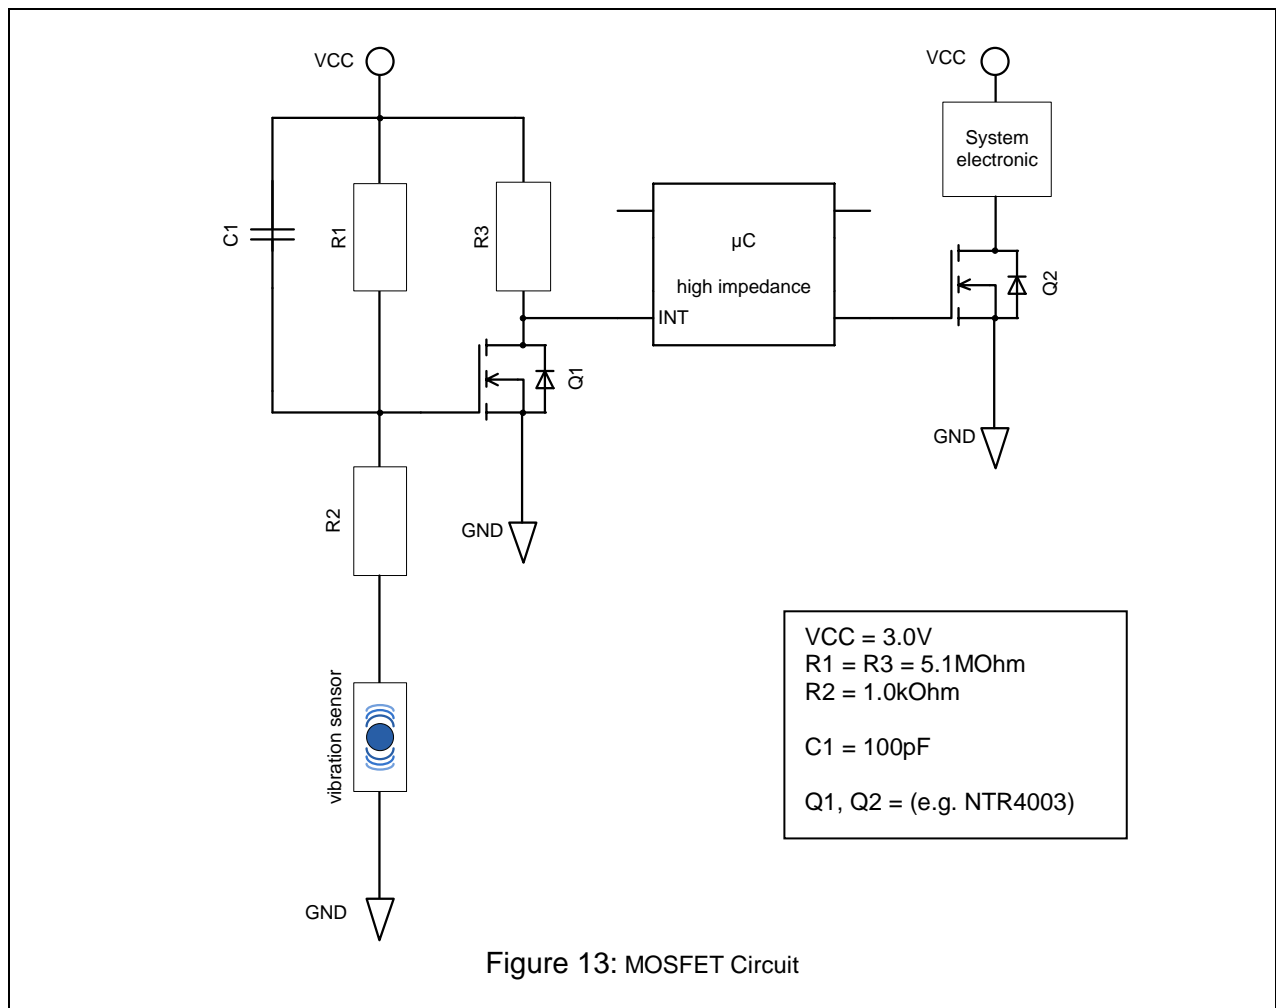 VCC
VCC
System
electronic
C1
R1
R3
µC
high impedance
INT
Q1
Q2
GND
R2
GND
vibration sensor
GND
VCC = 3.0V
R1 = R3 = 5.1MOhm
R2 = 1.0kOhm
C1 = 100pF
Q1, Q2 = (e.g. NTR4003)
Figure 13: MOSFET Circuit